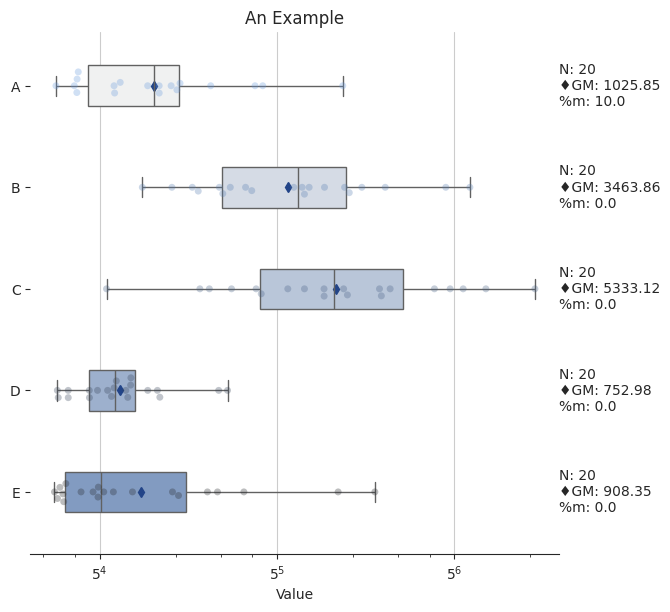 An Example
A
N: 20
♦GM: 1025.85
%m: 10.0
B
N: 20
♦GM: 3463.86
%m: 0.0
C
N: 20
♦GM: 5333.12
%m: 0.0
D
N: 20
♦GM: 752.98
%m: 0.0
E
N: 20
♦GM: 908.35
%m: 0.0
5⁴ 5⁵ 5⁶
Value